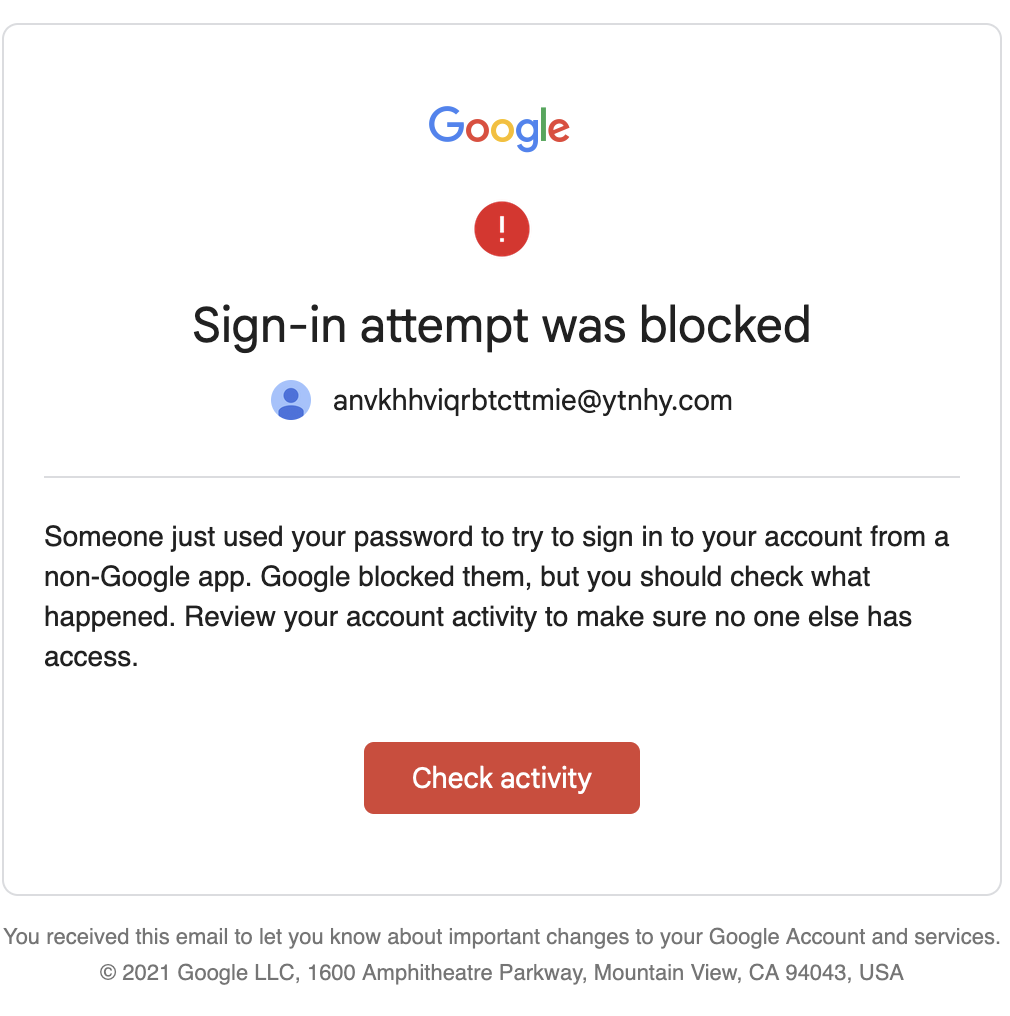 Google
!
Sign-in attempt was blocked
anvkhhviqrbtcttmie@ytnhy.com
Someone just used your password to try to sign in to your account from a
non-Google app. Google blocked them, but you should check what
happened. Review your account activity to make sure no one else has
access.
Check activity
You received this email to let you know about important changes to your Google Account and services.
© 2021 Google LLC, 1600 Amphitheatre Parkway, Mountain View, CA 94043, USA